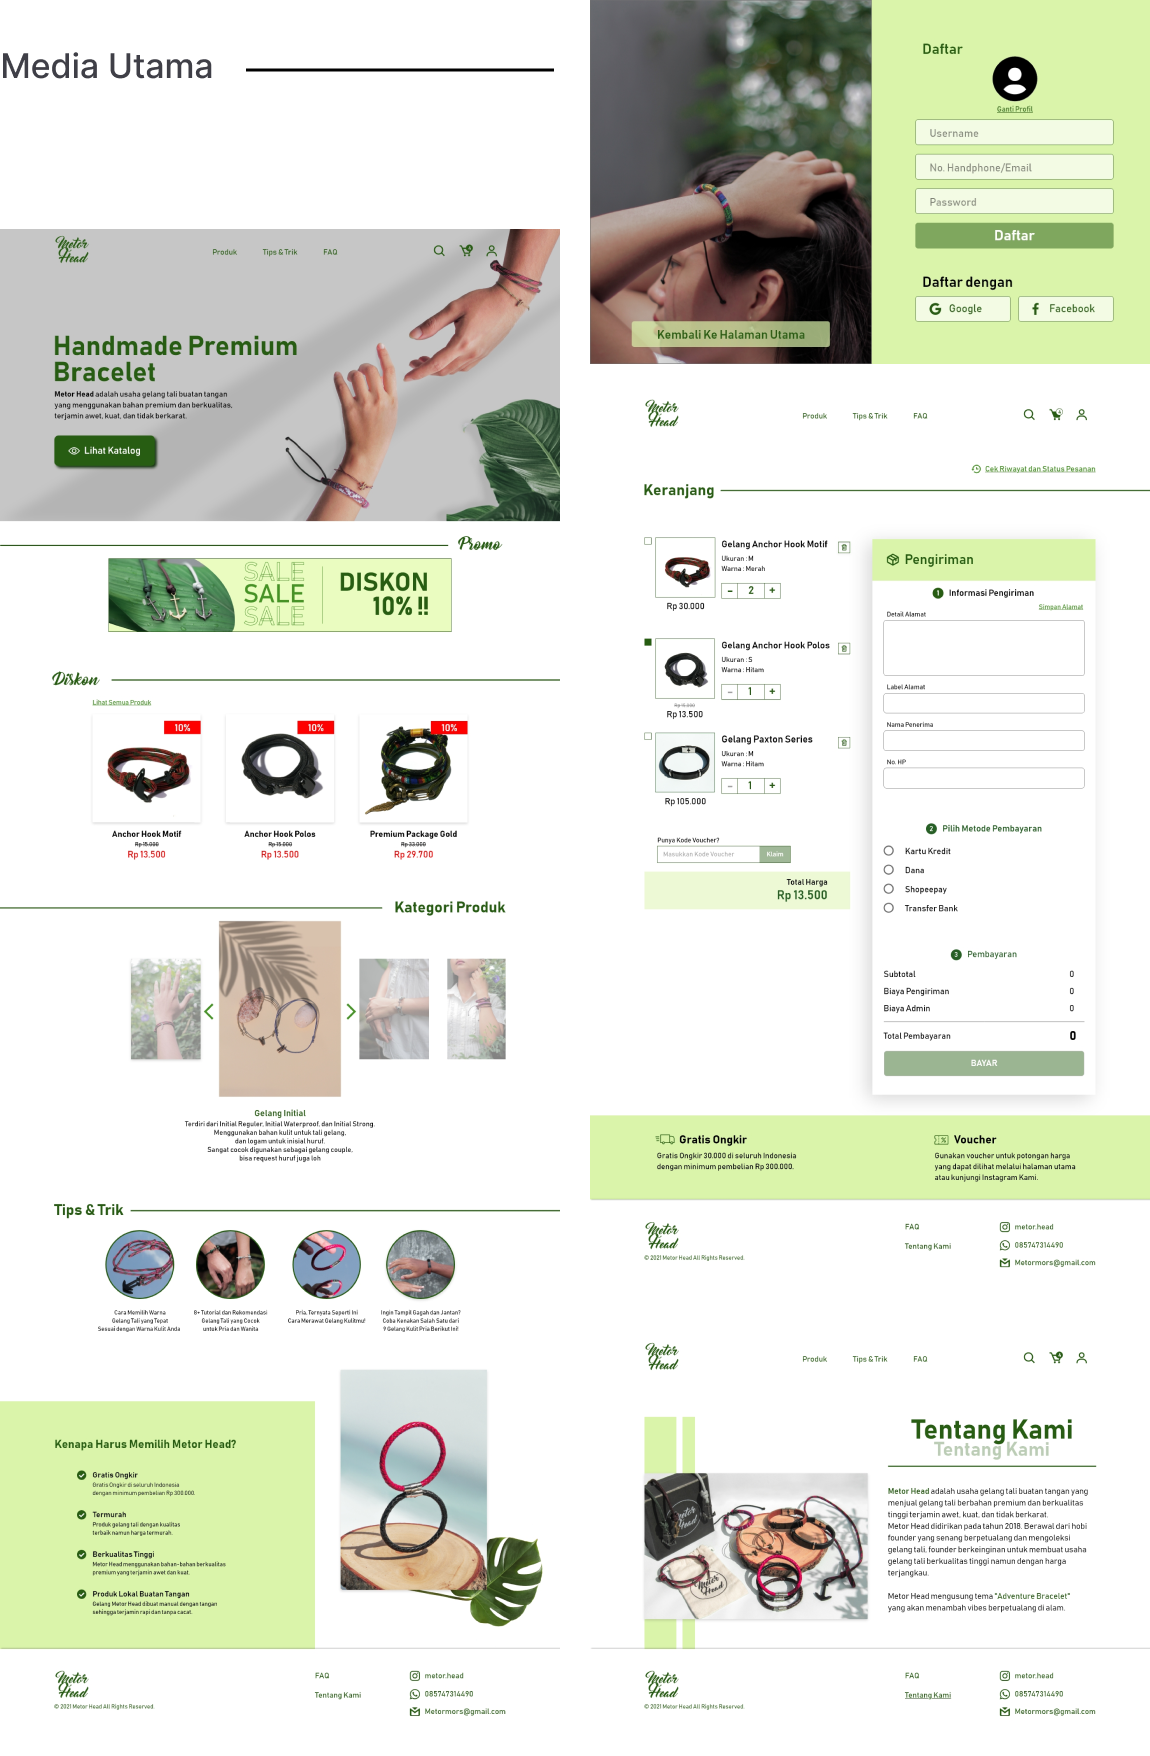 Media Utama
Metor
Head
Produk
Tips & Trik
FAQ
Handmade Premium
Bracelet
Metor Head adalah usaha gelang tali buatan tangan
yang menggunakan bahan premium dan berkualitas,
terjamin awet, kuat, dan tidak berkarat.
Lihat Katalog
Promo
SALE
SALE
SALE
DISKON
10% !!
Diskon
Lihat Semua Produk
10%
10%
10%
Anchor Hook Motif
Rp 15.000
Rp 13.500
Anchor Hook Polos
Rp 15.000
Rp 13.500
Premium Package Gold
Rp 33.000
Rp 29.700
Kategori Produk
Gelang Initial
Terdiri dari Initial Reguler, Initial Waterproof, dan Initial Strong.
Menggunakan bahan kulit untuk tali gelang,
dan logam untuk inisial huruf.
Sangat cocok digunakan sebagai gelang couple,
bisa request huruf juga loh
Tips & Trik
Cara Memilih Warna
Gelang Tali yang Tepat
Sesuai dengan Warna Kulit Anda
8+ Tutorial dan Rekomendasi
Gelang Tali yang Cocok
untuk Pria dan Wanita
Pria, Ternyata Seperti Ini
Cara Merawat Gelang Kulitmu!
Ingin Tampil Gagah dan Jantan?
Coba Kenakan Salah Satu dari
9 Gelang Kulit Pria Berikut Ini!
Kenapa Harus Memilih Metor Head?
Gratis Ongkir
Gratis Ongkir di seluruh Indonesia
dengan minimum pembelian Rp 300.000.
Termurah
Produk gelang tali dengan kualitas
terbaik namun harga termurah.
Berkualitas Tinggi
Metor Head menggunakan bahan-bahan berkualitas
premium yang terjamin awet dan kuat.
Produk Lokal Buatan Tangan
Gelang Metor Head dibuat manual dengan tangan
sehingga terjamin rapi dan tanpa cacat.
Metor
Head
© 2021 Metor Head All Rights Reserved.
FAQ
Tentang Kami
metor.head
085747314490
Metormors@gmail.com
Daftar
Ganti Profil
Username
No. Handphone/Email
Password
Daftar
Daftar dengan
Google
Facebook
Kembali Ke Halaman Utama
Metor
Head
Produk
Tips & Trik
FAQ
Cek Riwayat dan Status Pesanan
Keranjang
Gelang Anchor Hook Motif
Ukuran : M
Warna : Merah
- 2 +
Rp 30.000
Gelang Anchor Hook Polos
Ukuran : S
Warna : Hitam
- 1 +
Rp 15.000
Rp 13.500
Gelang Paxton Series
Ukuran : M
Warna : Hitam
- 1 +
Rp 105.000
Punya Kode Voucher?
Masukkan Kode Voucher
Klaim
Total Harga
Rp 13.500
Pengiriman
1 Informasi Pengiriman
Simpan Alamat
Detail Alamat
Label Alamat
Nama Penerima
No. HP
2 Pilih Metode Pembayaran
Kartu Kredit
Dana
Shopeepay
Transfer Bank
3 Pembayaran
Subtotal 0
Biaya Pengiriman 0
Biaya Admin 0
Total Pembayaran 0
BAYAR
Gratis Ongkir
Gratis Ongkir 30.000 di seluruh Indonesia
dengan minimum pembelian Rp 300.000.
Voucher
Gunakan voucher untuk potongan harga
yang dapat dilihat melalui halaman utama
atau kunjungi Instagram Kami.
Metor
Head
© 2021 Metor Head All Rights Reserved.
FAQ
Tentang Kami
metor.head
085747314490
Metormors@gmail.com
Metor
Head
Produk
Tips & Trik
FAQ
Tentang Kami
Tentang Kami
Metor Head adalah usaha gelang tali buatan tangan yang
menjual gelang tali berbahan premium dan berkualitas
tinggi terjamin awet, kuat, dan tidak berkarat.
Metor Head didirikan pada tahun 2018. Berawal dari hobi
founder yang senang berpetualang dan mengoleksi
gelang tali, founder berkeinginan untuk membuat usaha
gelang tali berkualitas tinggi namun dengan harga
terjangkau.
Metor Head mengusung tema "Adventure Bracelet"
yang akan menambah vibes berpetualang di alam.
Metor
Head
Metor
Head
Metor
Head
© 2021 Metor Head All Rights Reserved.
FAQ
Tentang Kami
metor.head
085747314490
Metormors@gmail.com